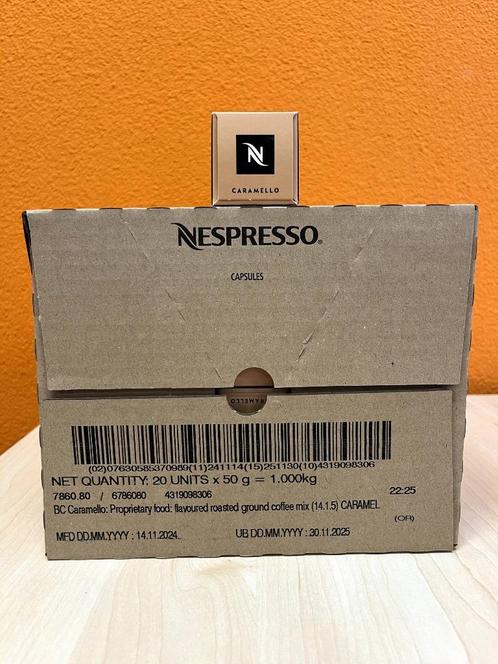 N
CARAMELLO
NESPRESSO®
CAPSULES
RAMELLO
(02)07630585370989(11)241114(15)251130(10)4319098306
NET QUANTITY: 20 UNITS x 50 g = 1.000kg
7860.80 / 6786080 4319098306 22:25
BC Caramello: Proprietary food: flavoured roasted ground coffee mix (14.1.5) CARAMEL
(OR)
MFD DD.MM.YYYY : 14.11.2024 UB DD.MM.YYYY : 30.11.2025